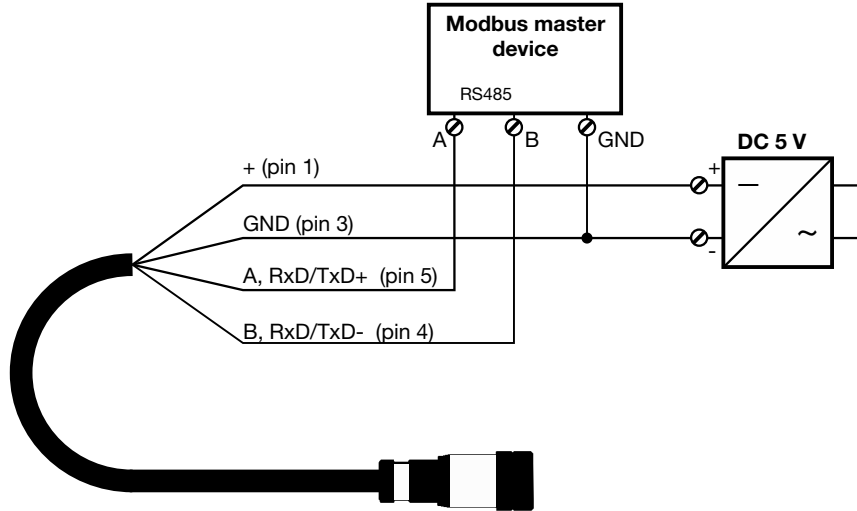 Modbus master
device
RS485
A
B
GND
DC 5 V
+ (pin 1)
+
GND (pin 3)
-
~
A, RxD/TxD+ (pin 5)
B, RxD/TxD- (pin 4)